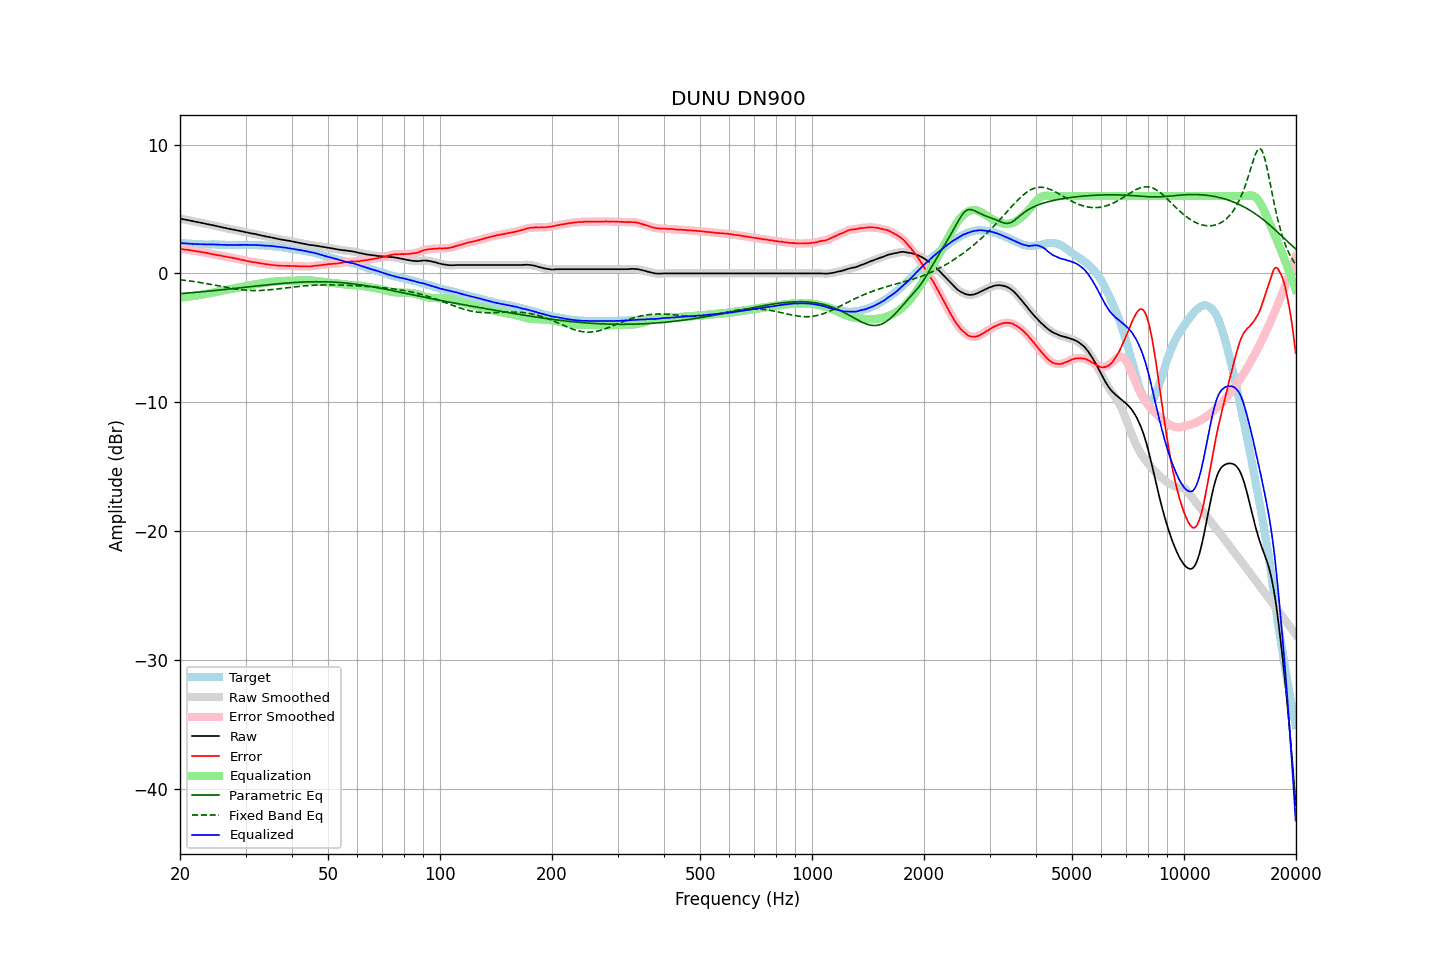 DUNU DN900
Amplitude (dBr)
10
0
−10
−20
−30
−40
Target
Raw Smoothed
Error Smoothed
Raw
Error
Equalization
Parametric Eq
Fixed Band Eq
Equalized
20 50 100 200 500 1000 2000 5000 10000 20000
Frequency (Hz)